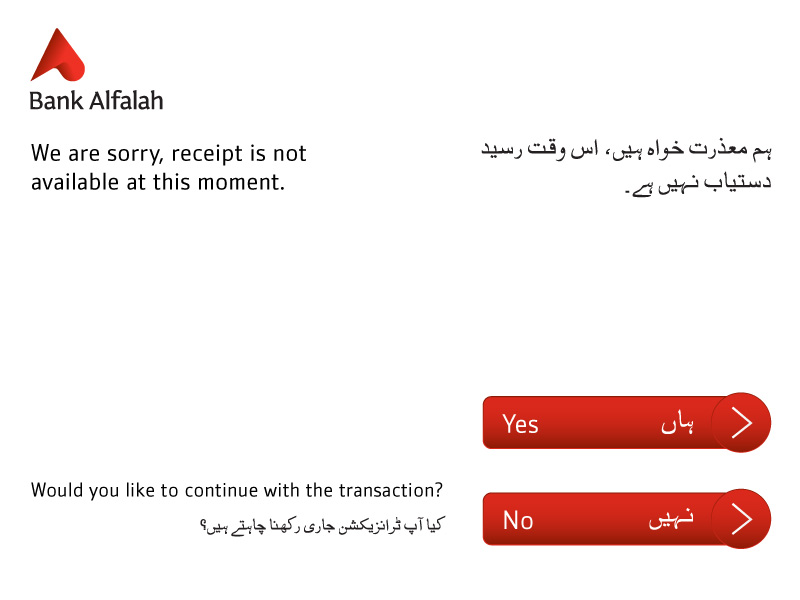 Bank Alfalah
We are sorry, receipt is not
available at this moment.
ہم معذرت خواہ ہیں، اس وقت رسید
دستیاب نہیں ہے۔
Yes ہاں
Would you like to continue with the transaction?
کیا آپ ٹرانزیکشن جاری رکھنا چاہتے ہیں؟
No نہیں